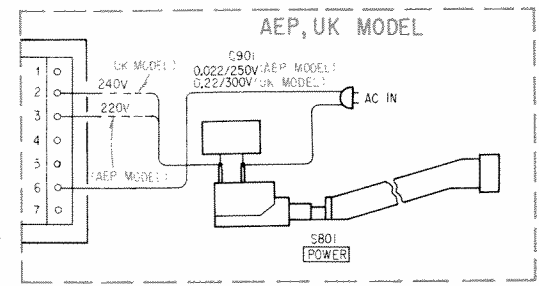 AEP, UK MODEL
C901
0.022/250V (AEP MODEL)
0.22/300V (UK MODEL)
1
2
3
4
5
6
7
UK MODEL)
240V
220V
(AEP MODEL)
AC IN
S801
POWER